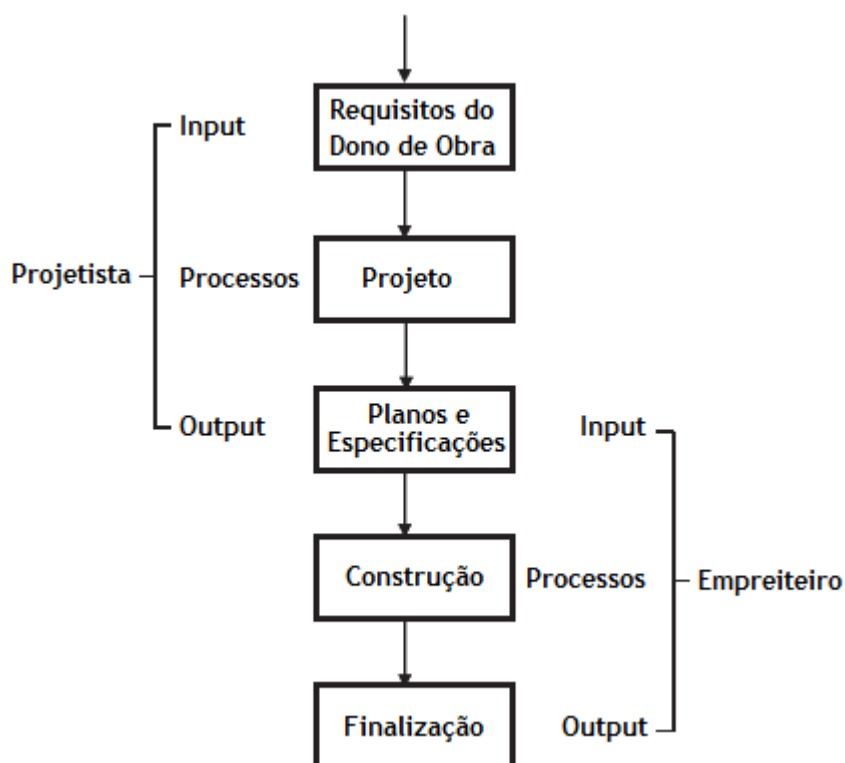 Requisitos do
Dono de Obra
Input
Projetista
Processos
Projeto
Output
Planos e
Especificações
Input
Construção
Processos
Empreiteiro
Finalização
Output